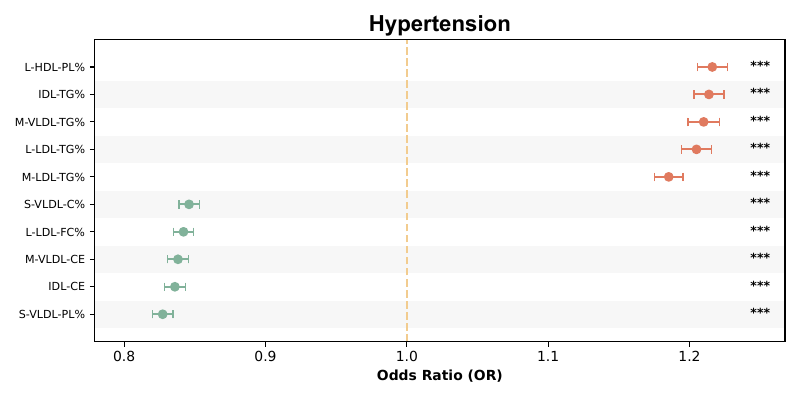 Hypertension
L-HDL-PL% ***
IDL-TG% ***
M-VLDL-TG% ***
L-LDL-TG% ***
M-LDL-TG% ***
S-VLDL-C% ***
L-LDL-FC% ***
M-VLDL-CE ***
IDL-CE ***
S-VLDL-PL% ***
0.8 0.9 1.0 1.1 1.2
Odds Ratio (OR)